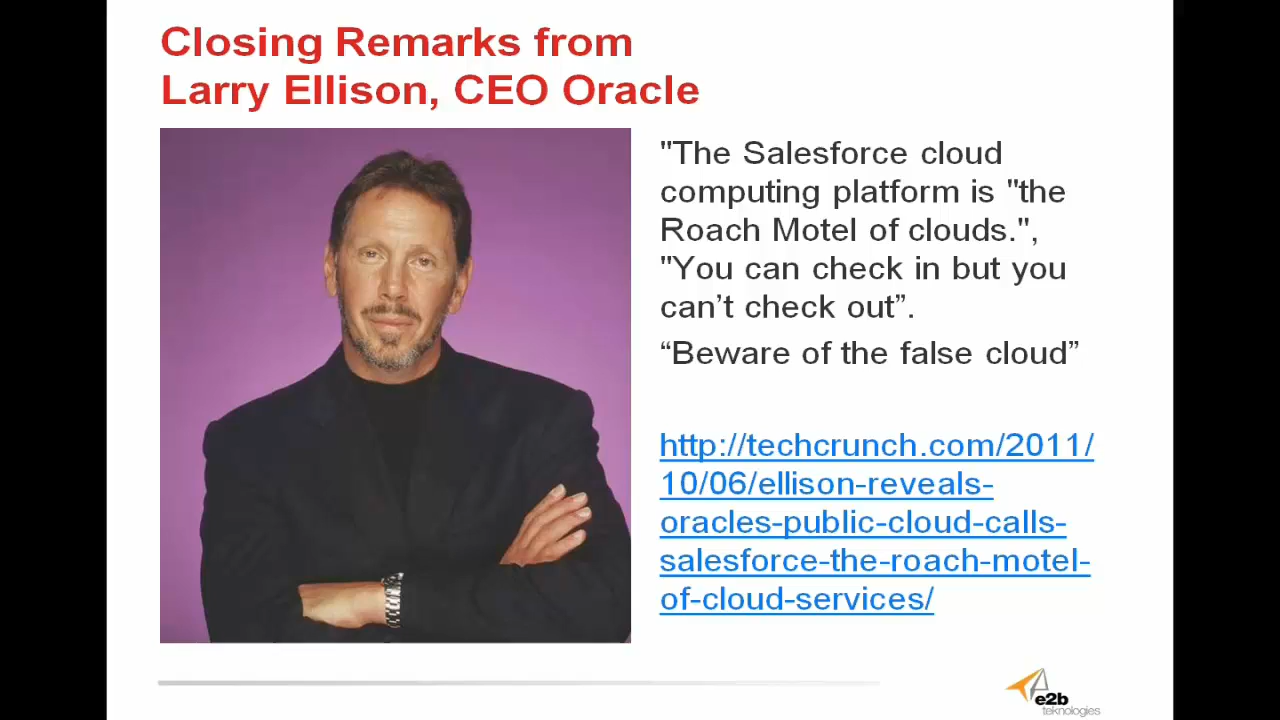 Closing Remarks from
Larry Ellison, CEO Oracle
"The Salesforce cloud
computing platform is "the
Roach Motel of clouds.",
"You can check in but you
can’t check out”.
“Beware of the false cloud”
http://techcrunch.com/2011/
10/06/ellison-reveals-
oracles-public-cloud-calls-
salesforce-the-roach-motel-
of-cloud-services/
e2b
teknologies